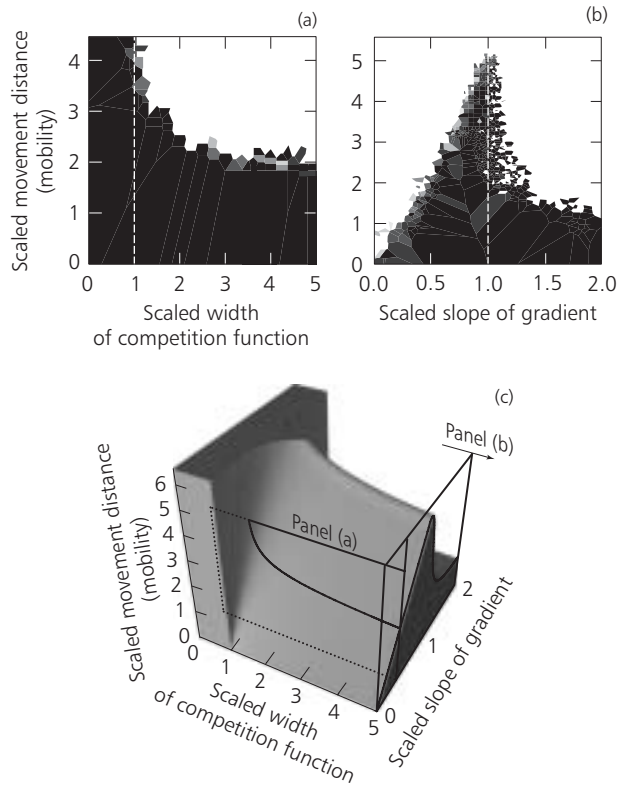 (a)
Scaled movement distance
(mobility)
4
3
2
1
0
0 1 2 3 4 5
Scaled width
of competition function
(b)
5
4
3
2
1
0
0.0 0.5 1.0 1.5 2.0
Scaled slope of gradient
(c)
Panel (b)
Panel (a)
Scaled movement distance
(mobility)
6
5
4
3
2
1
0
0 1 2 3 4 5
Scaled width
of competition function
0 1 2
Scaled slope of gradient